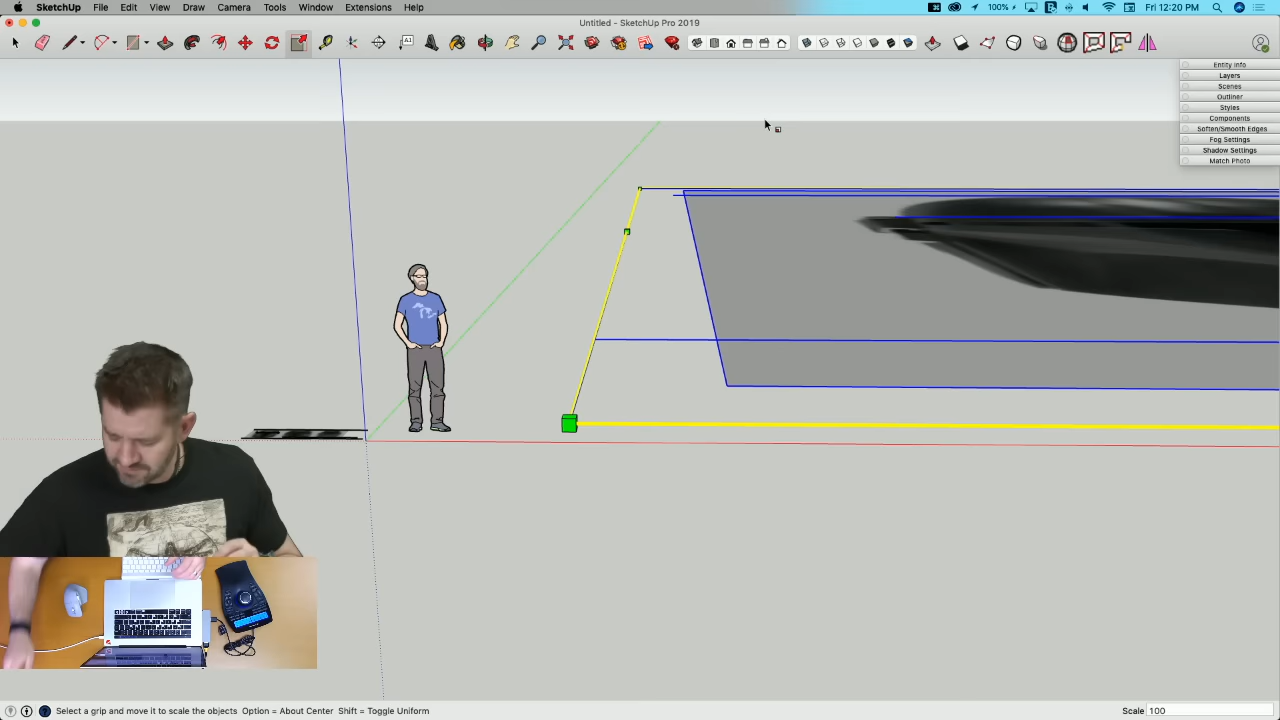 SketchUp File Edit View Draw Camera Tools Window Extensions Help
100% Fri 12:20 PM
Untitled - SketchUp Pro 2019
Entity Info
Layers
Scenes
Outliner
Styles
Components
Soften/Smooth Edges
Fog Settings
Shadow Settings
Match Photo
Select a grip and move it to scale the objects Option = About Center Shift = Toggle Uniform
Scale 100